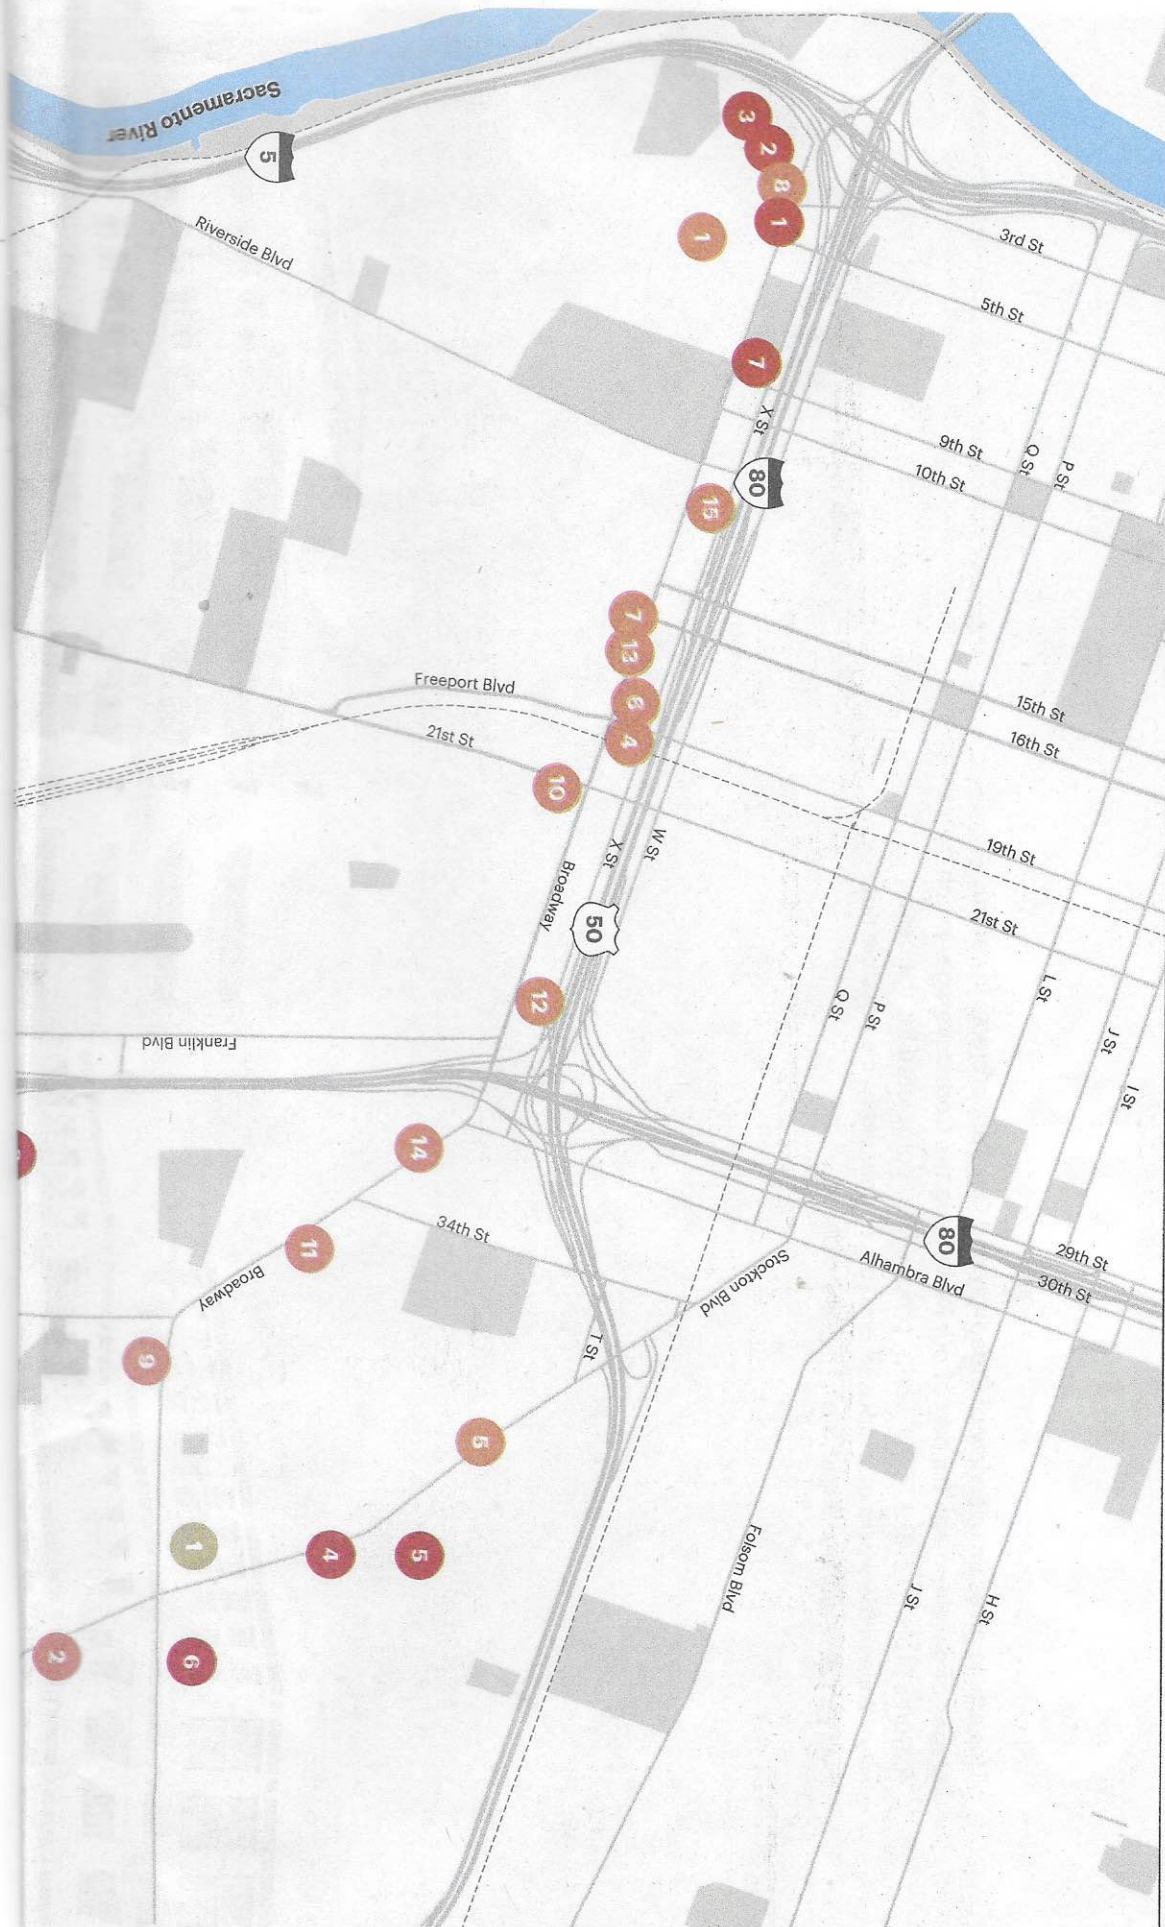 Sacramento River
5
3
2
8
1
1
Riverside Blvd
3rd St
5th St
7
X St
9th St
10th St
Q St
P St
80
15
7
13
6
4
Freeport Blvd
21st St
10
15th St
16th St
19th St
21st St
W St
X St
Broadway
50
12
Q St
P St
L St
J St
I St
Franklin Blvd
14
34th St
11
Broadway
80
29th St
30th St
Alhambra Blvd
Stockton Blvd
T St
9
5
1
4
5
Folsom Blvd
J St
H St
2
6